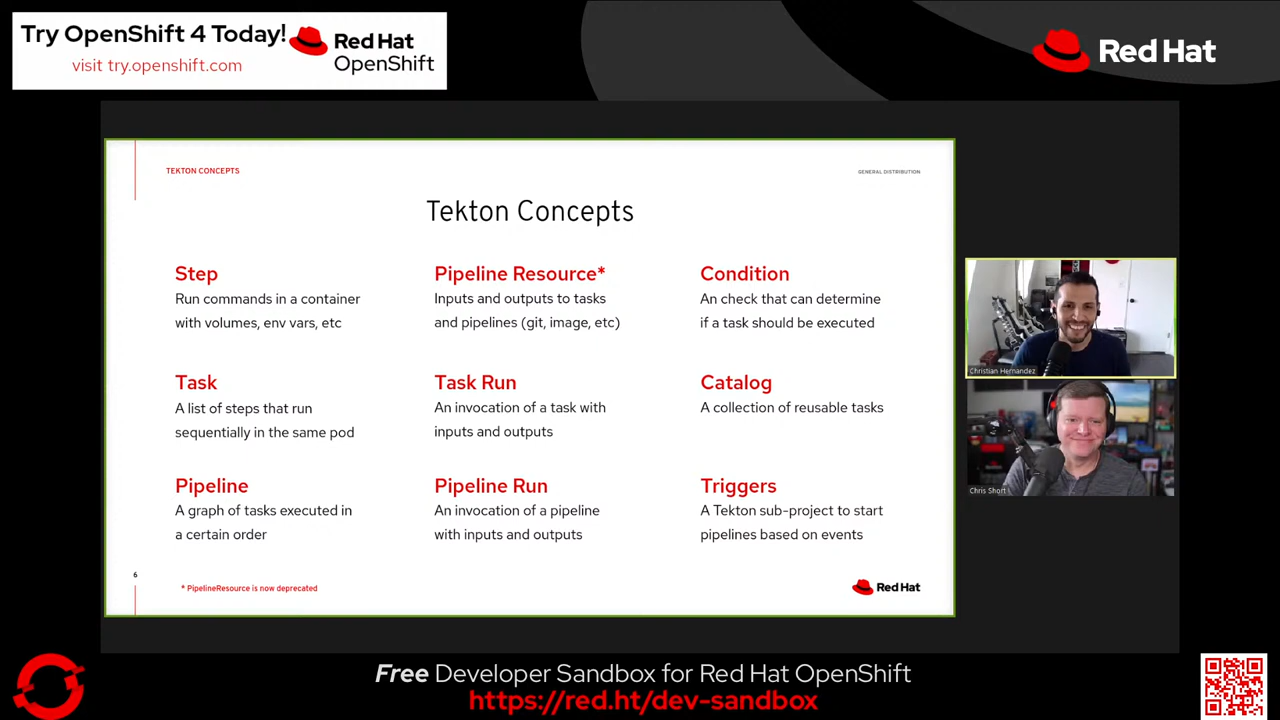 Try OpenShift 4 Today!
visit try.openshift.com
Red Hat
OpenShift
Red Hat
TEKTON CONCEPTS
GENERAL DISTRIBUTION
Tekton Concepts
Step
Run commands in a container
with volumes, env vars, etc
Pipeline Resource*
Inputs and outputs to tasks
and pipelines (git, image, etc)
Condition
An check that can determine
if a task should be executed
Task
A list of steps that run
sequentially in the same pod
Task Run
An invocation of a task with
inputs and outputs
Catalog
A collection of reusable tasks
Pipeline
A graph of tasks executed in
a certain order
Pipeline Run
An invocation of a pipeline
with inputs and outputs
Triggers
A Tekton sub-project to start
pipelines based on events
6
* PipelineResource is now deprecated
Red Hat
Christian Hernandez
Chris Short
Free Developer Sandbox for Red Hat OpenShift
https://red.ht/dev-sandbox